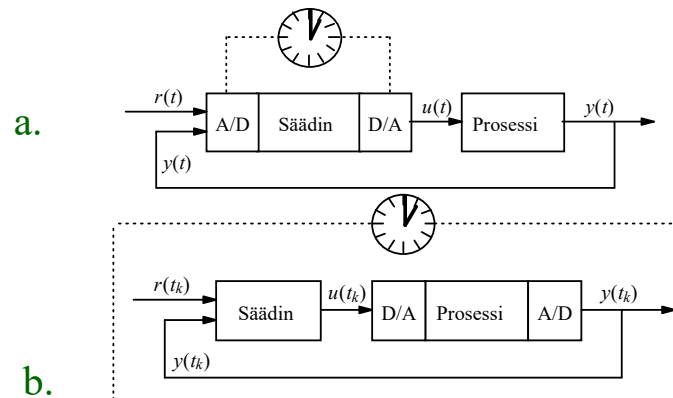 a.
r(t)
y(t)
A/D
Säädin
D/A
u(t)
Prosessi
y(t)
b.
r(t_k)
y(t_k)
Säädin
u(t_k)
D/A
Prosessi
A/D
y(t_k)